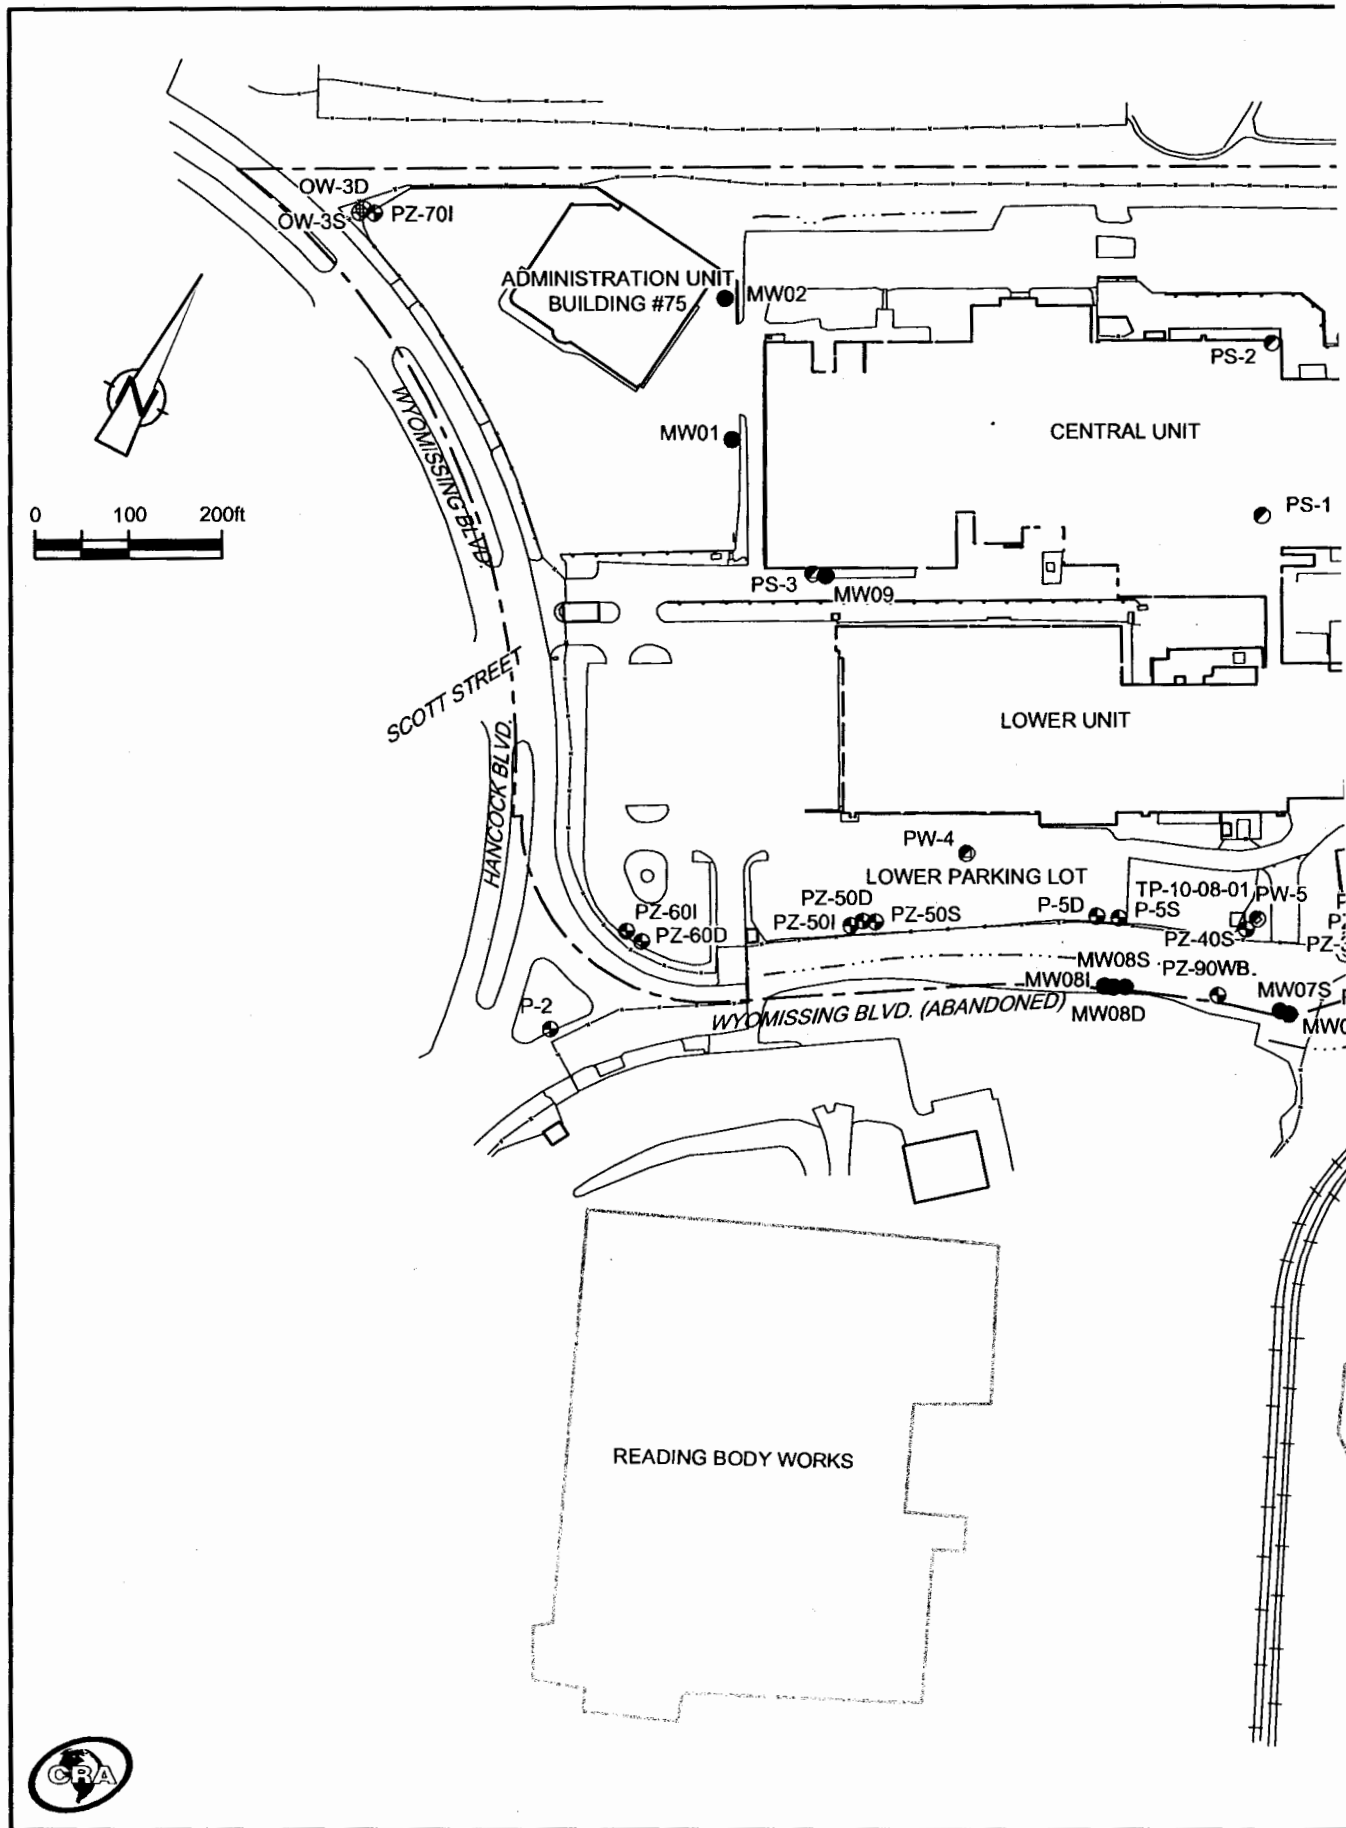 OW-3D
OW-3S
PZ-70I
ADMINISTRATION UNIT
BUILDING #75
MW02
PS-2
N
WYOMISSING BLVD.
MW01
CENTRAL UNIT
0 100 200ft
PS-1
PS-3
MW09
SCOTT STREET
LOWER UNIT
HANCOCK BLVD.
PW-4
LOWER PARKING LOT
TP-10-08-01
PW-5
PZ-50D
PZ-50I
PZ-50S
P-5D
P-5S
PZ-60I
PZ-60D
PZ-40S
MW08S
PZ-90WB
MW08I
MW07S
P-2
WYOMISSING BLVD. (ABANDONED)
MW08D
READING BODY WORKS
CRA